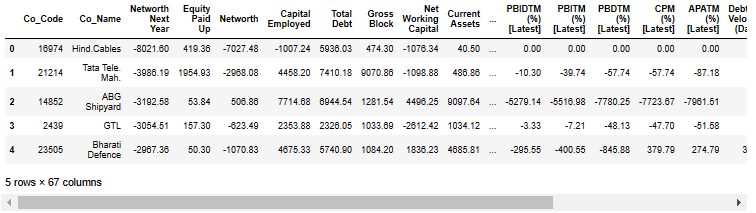 Co_Code Co_Name Networth Next Year Equity Paid Up Networth Capital Employed Total Debt Gross Block Net Working Capital Current Assets ... PBIDTM (%) [Latest] PBITM (%) [Latest] PBDTM (%) [Latest] CPM (%) [Latest] APATM (%) [Latest] Debt Velo (Da
0 16974 Hind.Cables -8021.60 419.36 -7027.48 -1007.24 5936.03 474.30 -1076.34 40.50 ... 0.00 0.00 0.00 0.00 0.00
1 21214 Tata Tele. Mah. -3986.19 1954.93 -2968.08 4458.20 7410.18 9070.86 -1098.88 486.86 ... -10.30 -39.74 -57.74 -57.74 -87.18
2 14852 ABG Shipyard -3192.58 53.84 506.86 7714.68 6944.54 1281.54 4496.25 9097.64 ... -5279.14 -5516.98 -7780.25 -7723.67 -7961.51
3 2439 GTL -3054.51 157.30 -623.49 2353.88 2326.05 1033.69 -2612.42 1034.12 ... -3.33 -7.21 -48.13 -47.70 -51.58
4 23505 Bharati Defence -2967.36 50.30 -1070.83 4675.33 5740.90 1084.20 1836.23 4685.81 ... -295.55 -400.55 -845.88 379.79 274.79 3
5 rows × 67 columns